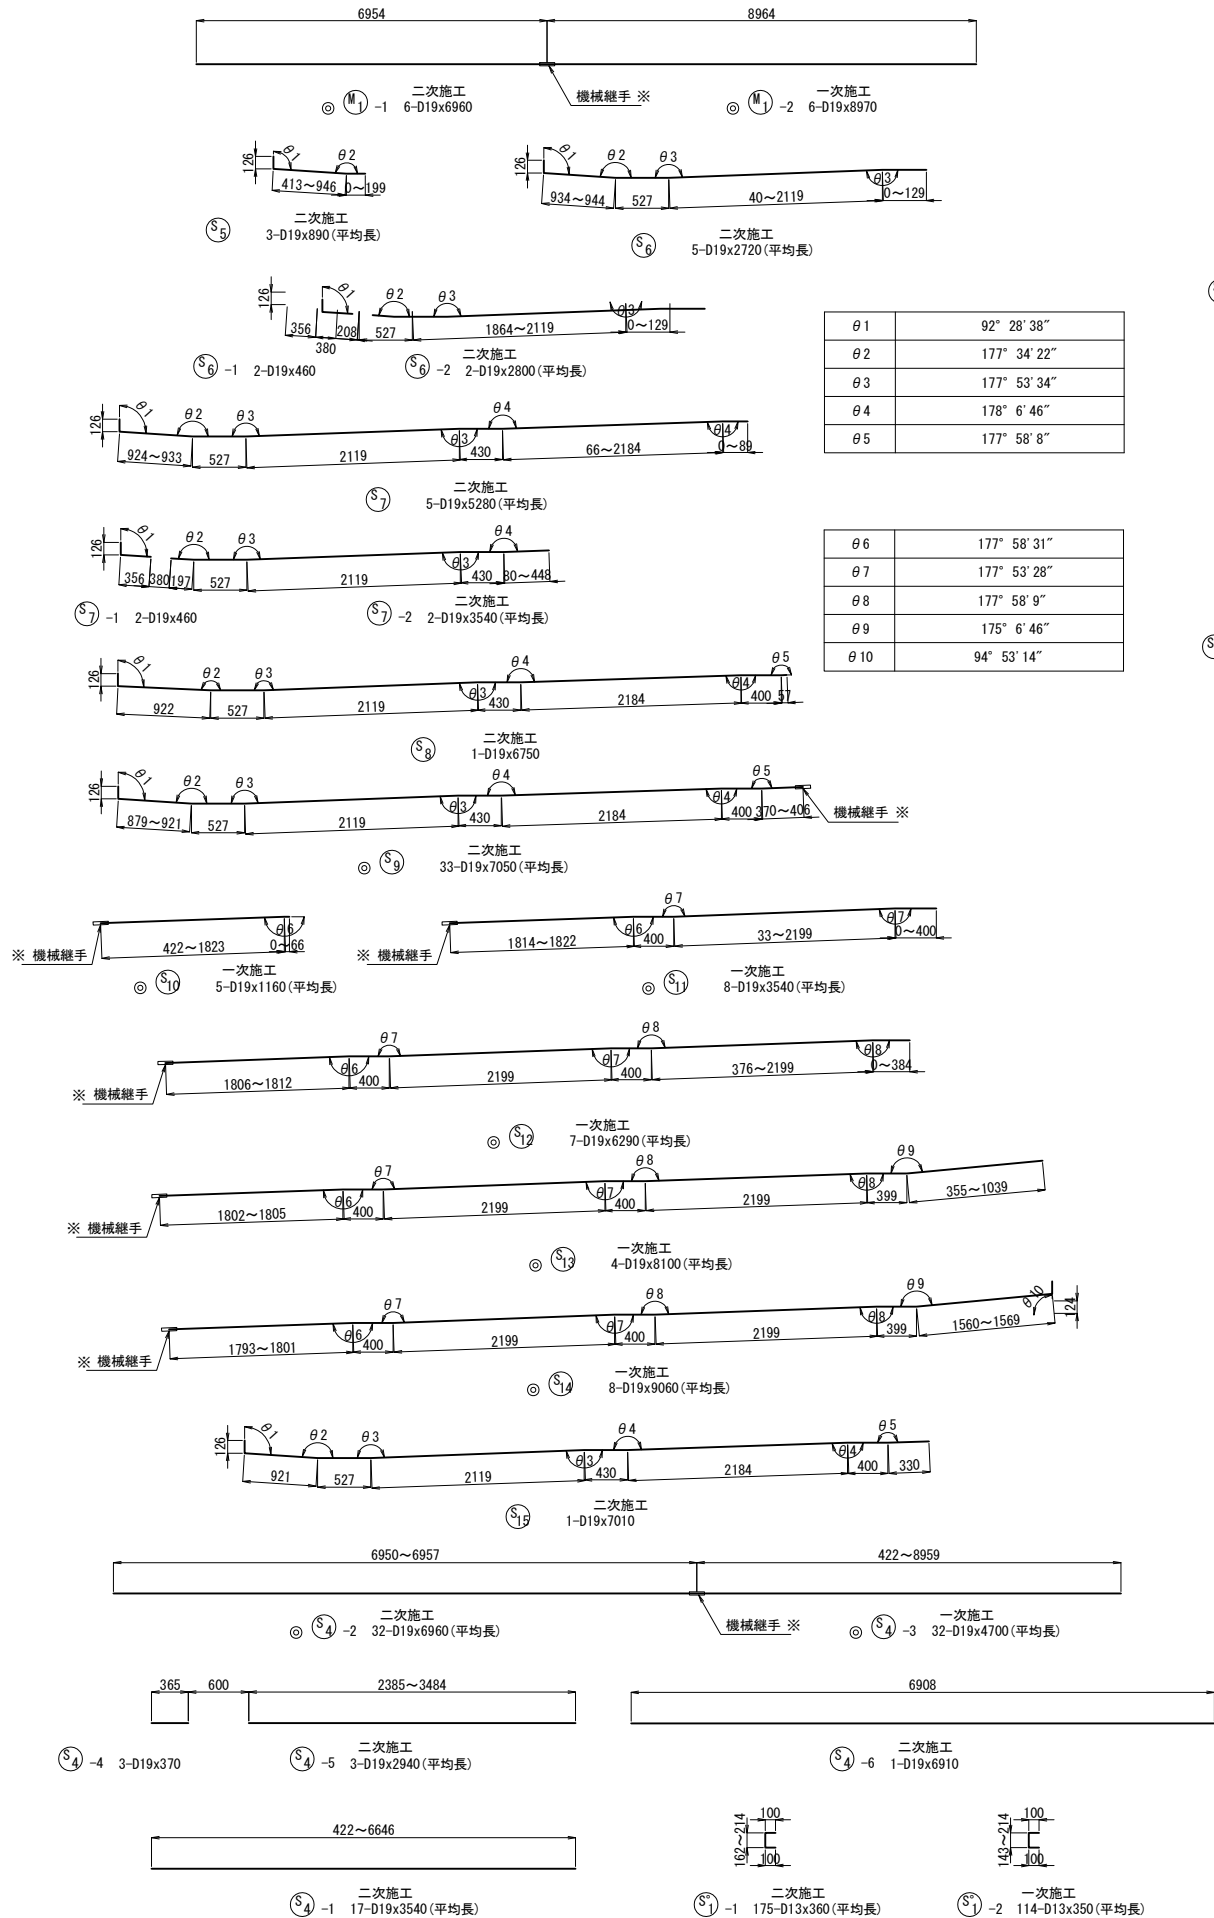 6954 8964
機械継手 ※
二次施工 一次施工
◎ M1 -1 6-D19x6960 ◎ M1 -2 6-D19x8970
126 θ1 θ2
413～946 0～199
二次施工
S5 3-D19x890(平均長)
126 θ1 θ2 θ3 θ3
934～944 527 40～2119 0～129
二次施工
S6 5-D19x2720(平均長)
126 θ1 θ2 θ3 θ3
356 380 208 527 1864～2119 0～129
二次施工
S6 -1 2-D19x460 S6 -2 2-D19x2800(平均長)
θ1 92° 28′38″
θ2 177° 34′22″
θ3 177° 53′34″
θ4 178° 6′46″
θ5 177° 58′8″
126 θ1 θ2 θ3 θ3 θ4 θ4
924～933 527 2119 430 66～2184 0～89
二次施工
S7 5-D19x5280(平均長)
126 θ1 θ2 θ3 θ3 θ4
356 380 197 527 2119 430 80～448
二次施工
S7 -1 2-D19x460 S7 -2 2-D19x3540(平均長)
θ6 177° 58′31″
θ7 177° 53′28″
θ8 177° 58′9″
θ9 175° 6′46″
θ10 94° 53′14″
126 θ1 θ2 θ3 θ3 θ4 θ4 θ5
922 527 2119 430 2184 400 57
二次施工
S8 1-D19x6750
126 θ1 θ2 θ3 θ3 θ4 θ4 θ5
879～921 527 2119 430 2184 400 370～406
機械継手 ※
二次施工
◎ S9 33-D19x7050(平均長)
θ6
※ 機械継手 422～1823 0～66
一次施工
◎ S10 5-D19x1160(平均長)
θ6 θ7 θ7
※ 機械継手 1814～1822 400 33～2199 0～400
一次施工
◎ S11 8-D19x3540(平均長)
θ6 θ7 θ7 θ8 θ8
※ 機械継手 1806～1812 400 2199 400 376～2199 0～384
一次施工
◎ S12 7-D19x6290(平均長)
θ6 θ7 θ7 θ8 θ8 θ9
※ 機械継手 1802～1805 400 2199 400 2199 399 355～1039
一次施工
◎ S13 4-D19x8100(平均長)
θ6 θ7 θ7 θ8 θ8 θ9 θ10 124
※ 機械継手 1793～1801 400 2199 400 2199 399 1560～1569
一次施工
◎ S14 8-D19x9060(平均長)
126 θ1 θ2 θ3 θ3 θ4 θ4 θ5
921 527 2119 430 2184 400 330
二次施工
S15 1-D19x7010
6950～6957 422～8959
機械継手 ※
二次施工 一次施工
◎ S4 -2 32-D19x6960(平均長) ◎ S4 -3 32-D19x4700(平均長)
365 600 2385～3484 6908
二次施工 二次施工
S4 -4 3-D19x370 S4 -5 3-D19x2940(平均長) S4 -6 1-D19x6910
422～6646
二次施工
S4 -1 17-D19x3540(平均長)
100
162～214
100
二次施工
S°1 -1 175-D13x360(平均長)
100
143～214
100
一次施工
S°1 -2 114-D13x350(平均長)